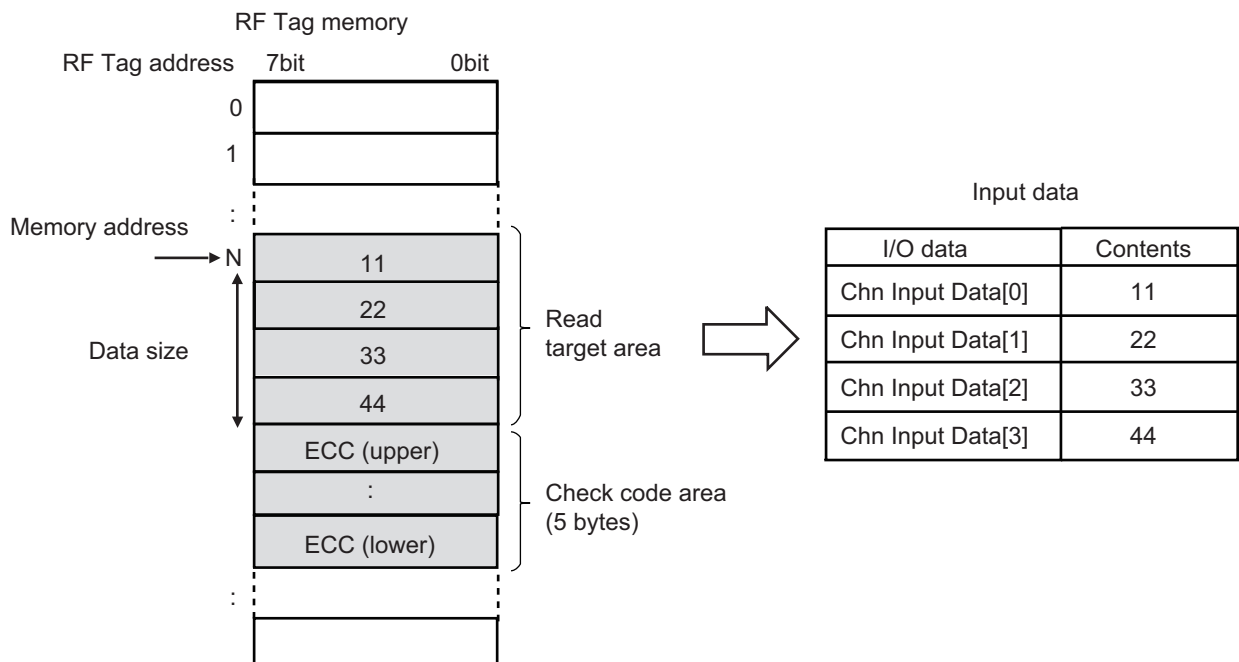 RF Tag memory
RF Tag address 7bit 0bit
0
1
:
Memory address
N 11
22
33
44
Data size
Read
target area
ECC (upper)
:
ECC (lower)
Check code area
(5 bytes)
:
Input data
I/O data Contents
Chn Input Data[0] 11
Chn Input Data[1] 22
Chn Input Data[2] 33
Chn Input Data[3] 44